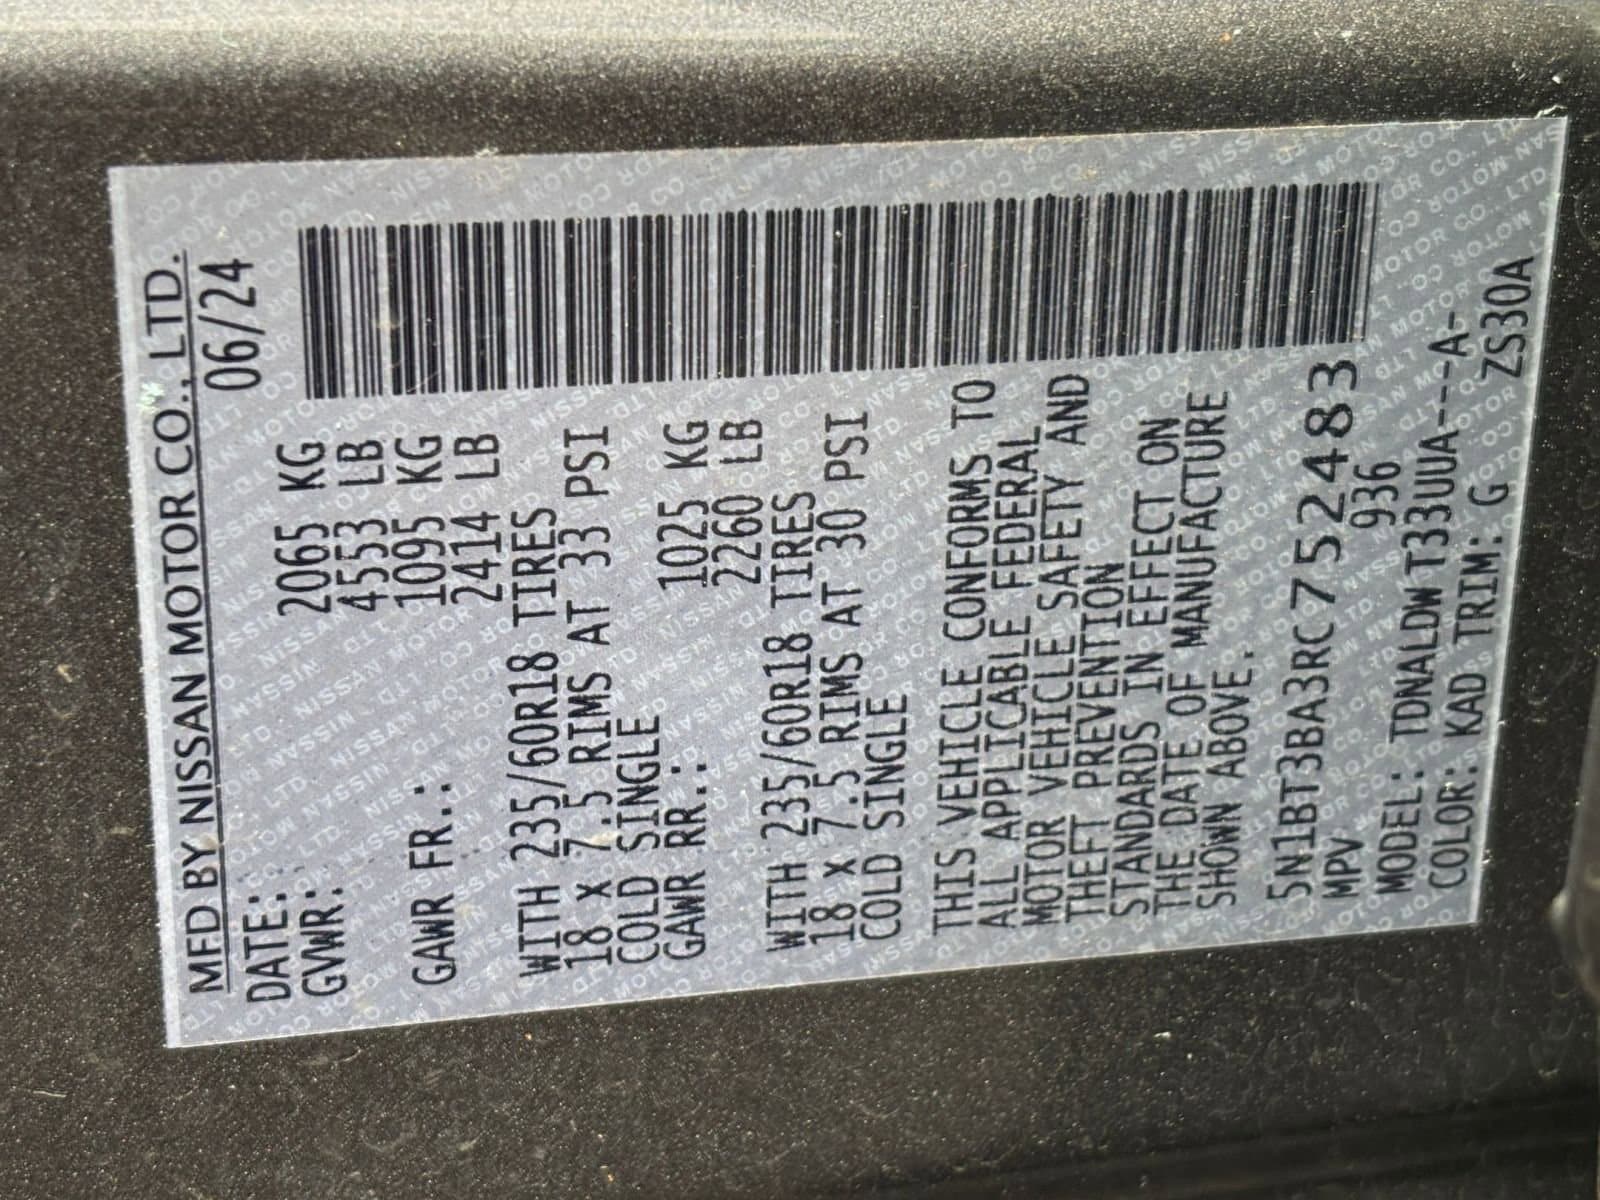 MFD BY NISSAN MOTOR CO., LTD.
DATE: 06/24
GVWR: 2065 KG
4553 LB
GAWR FR.: 1095 KG
2414 LB
WITH 235/60R18 TIRES
18 x 7.5 RIMS AT 33 PSI
COLD SINGLE
GAWR RR.: 1025 KG
2260 LB
WITH 235/60R18 TIRES
18 x 7.5 RIMS AT 30 PSI
COLD SINGLE
THIS VEHICLE CONFORMS TO
ALL APPLICABLE FEDERAL
MOTOR VEHICLE SAFETY AND
THEFT PREVENTION
STANDARDS IN EFFECT ON
THE DATE OF MANUFACTURE
SHOWN ABOVE.
5N1BT3BA3RC752483
MPV 936
MODEL: TDNALDW T33UUA---A-
COLOR: KAD TRIM: G ZS30A